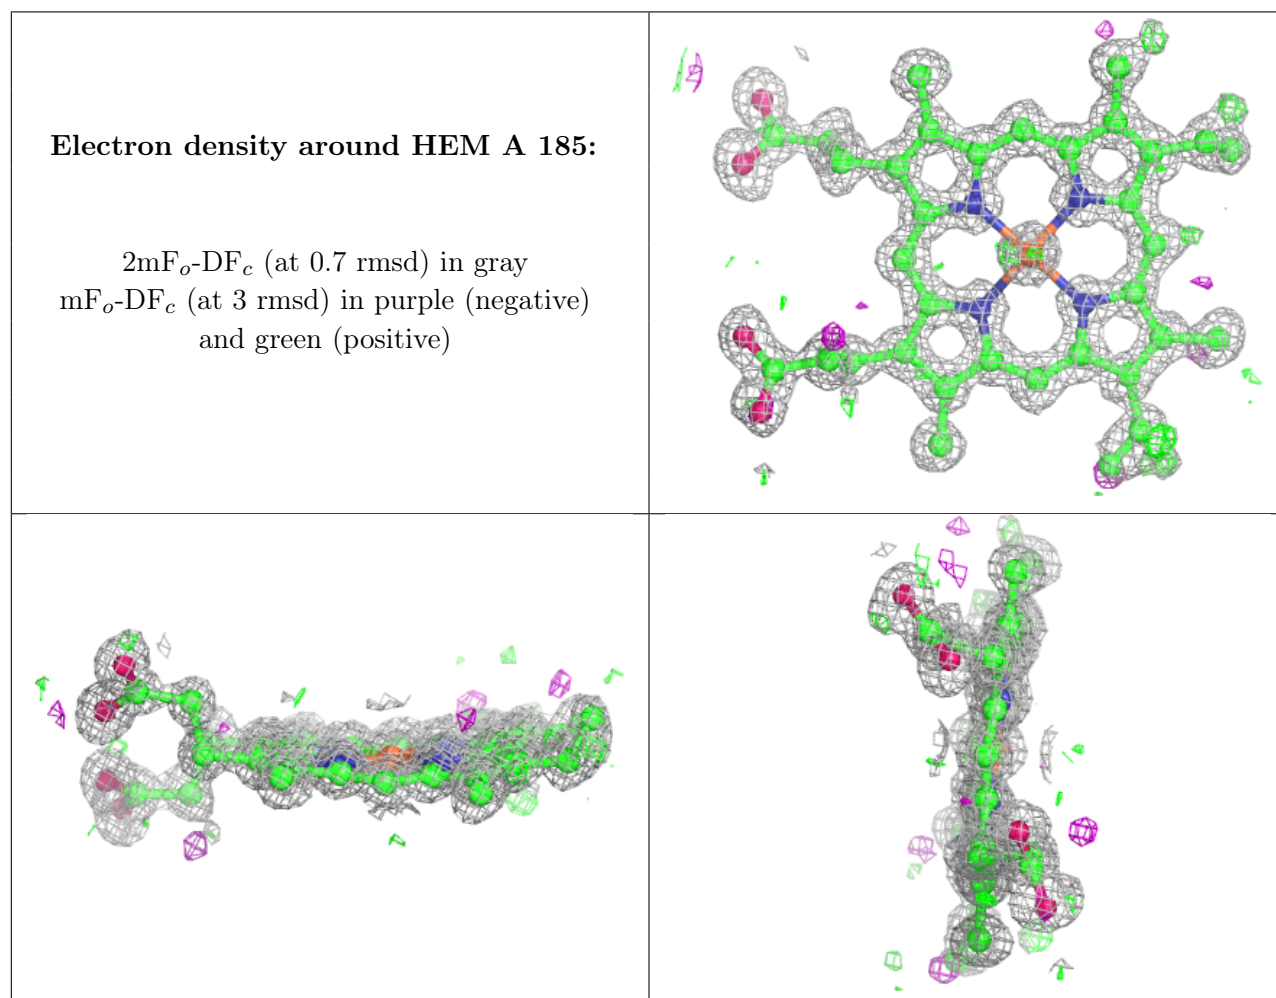 Electron density around HEM A 185:
2mFo-DFc (at 0.7 rmsd) in gray
mFo-DFc (at 3 rmsd) in purple (negative)
and green (positive)